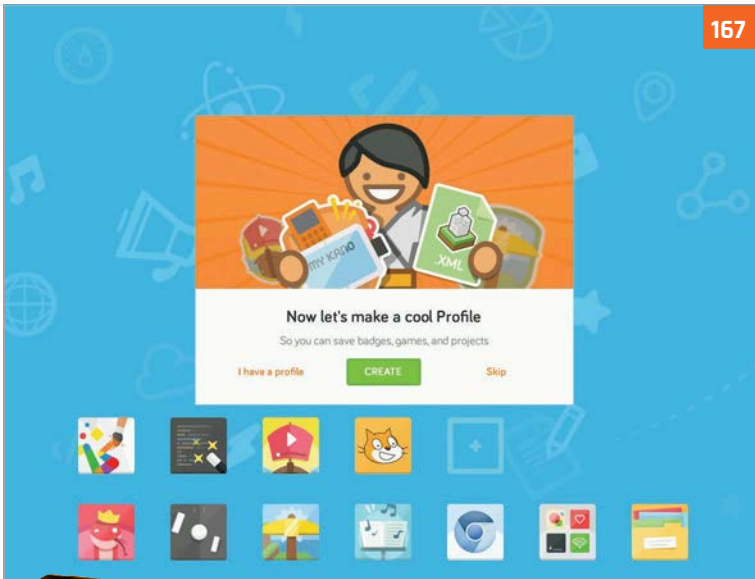 167
MY KANO
.XML
Now let's make a cool Profile
So you can save badges, games, and projects
I have a profile
CREATE
Skip